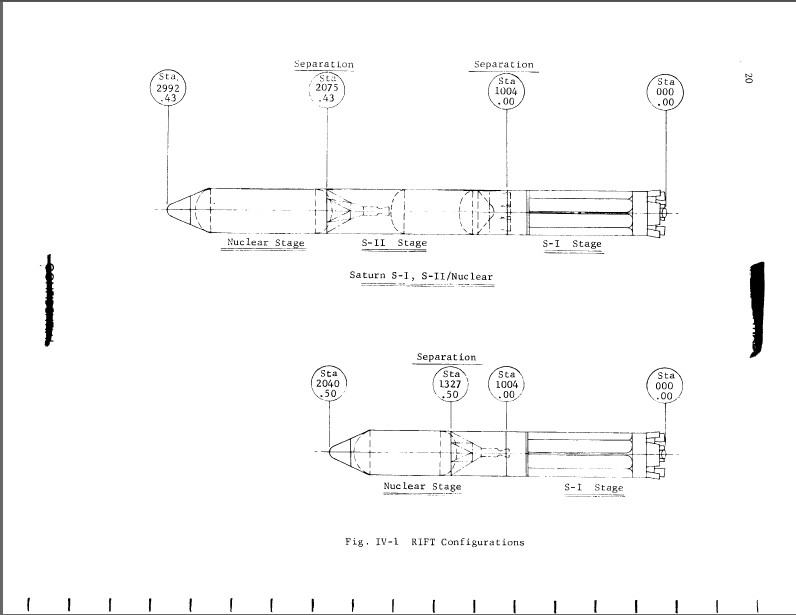 Separation
Separation
Sta.
2992
.43
Sta
2075
.43
Sta
1004
.00
Sta
000
.00
20
Nuclear Stage
S-II Stage
S-I Stage
Saturn S-I, S-II/Nuclear
Separation
Sta
2040
.50
Sta
1327
.50
Sta
1004
.00
Sta
000
.00
Nuclear Stage
S-I Stage
Fig. IV-1 RIFT Configurations